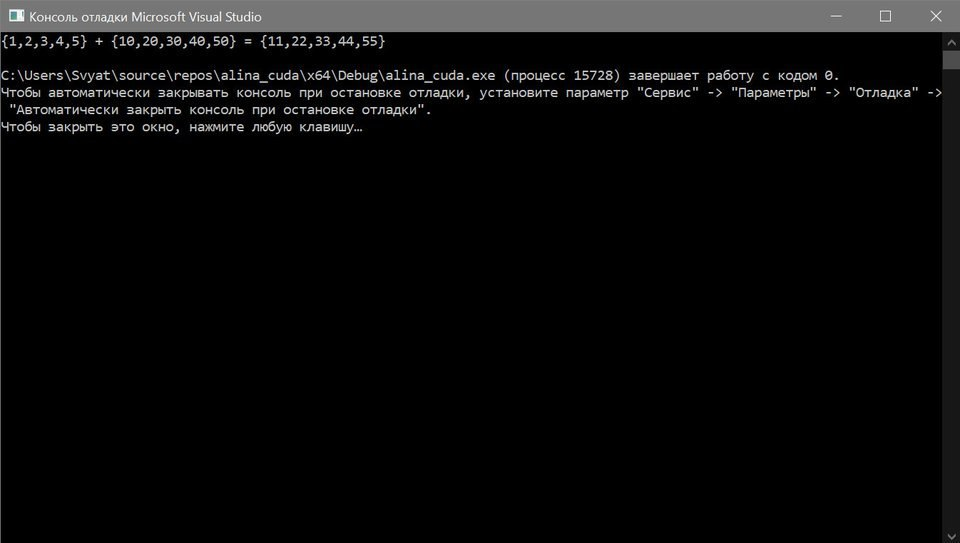 Консоль отладки Microsoft Visual Studio
{1,2,3,4,5} + {10,20,30,40,50} = {11,22,33,44,55}
C:\Users\Svyat\source\repos\alina_cuda\x64\Debug\alina_cuda.exe (процесс 15728) завершает работу с кодом 0.
Чтобы автоматически закрывать консоль при остановке отладки, установите параметр "Сервис" -> "Параметры" -> "Отладка" ->
"Автоматически закрыть консоль при остановке отладки".
Чтобы закрыть это окно, нажмите любую клавишу…